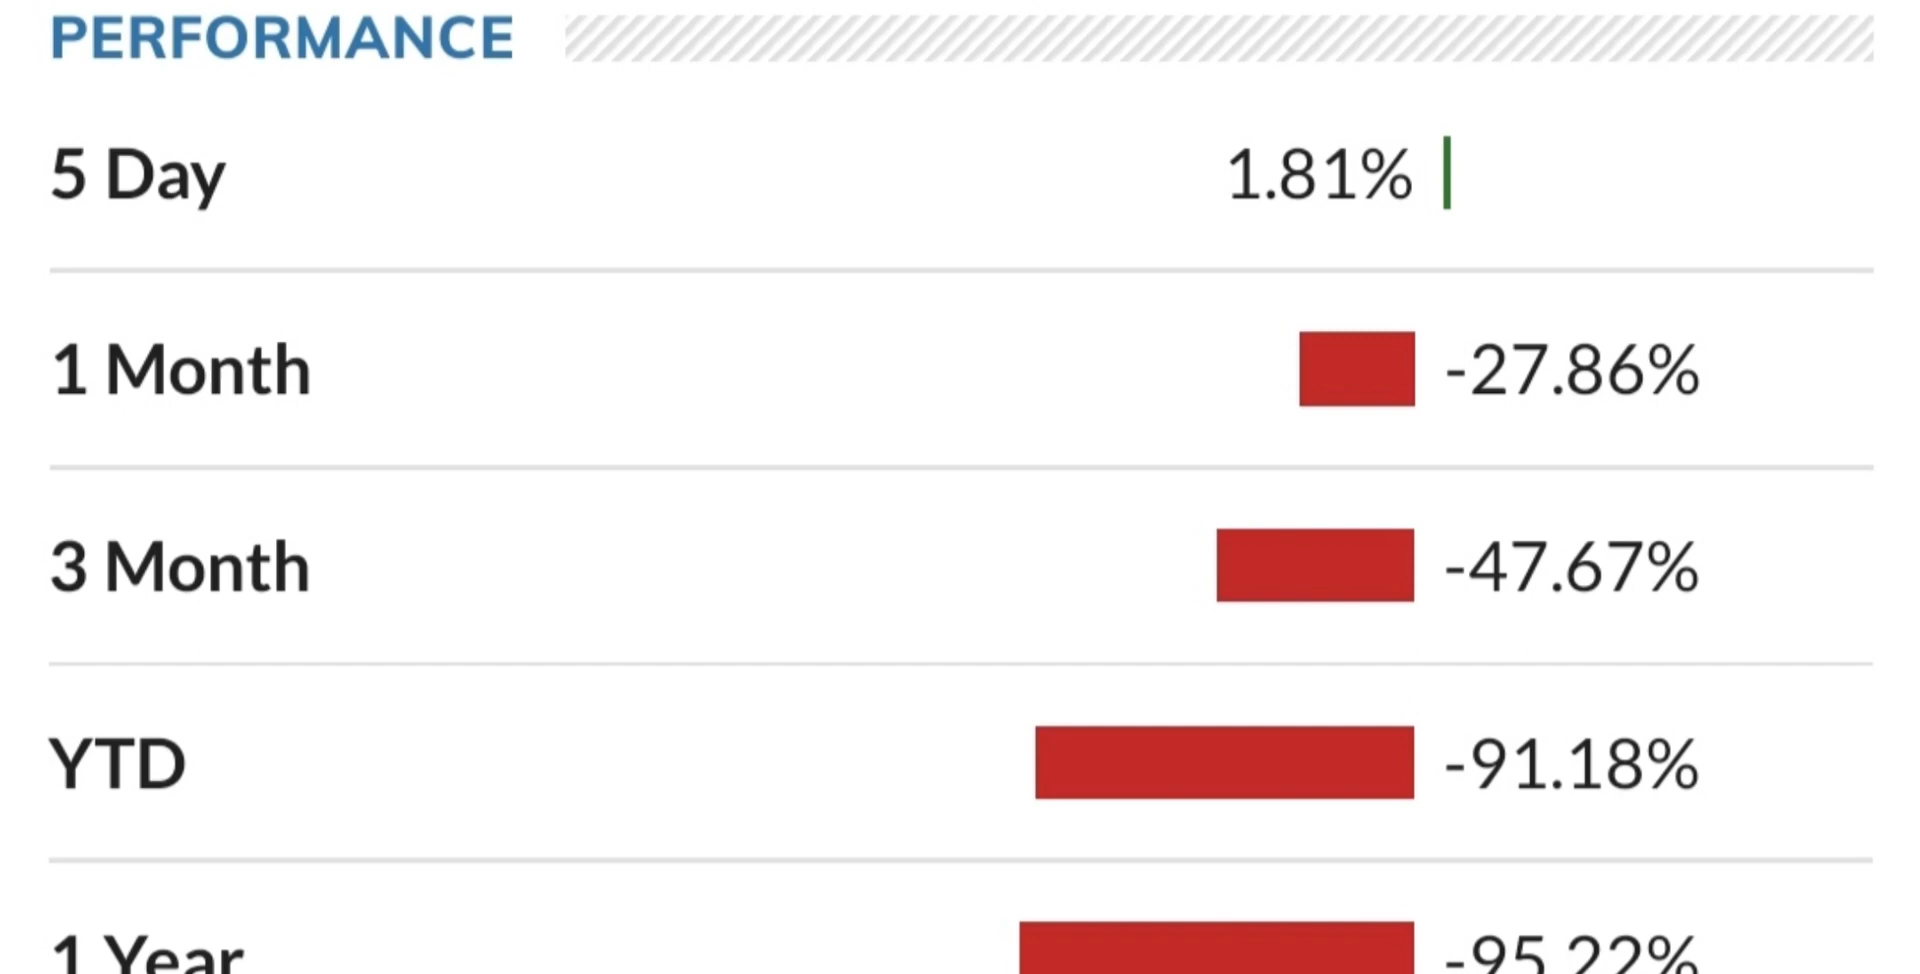 PERFORMANCE
5 Day 1.81%
1 Month -27.86%
3 Month -47.67%
YTD -91.18%
1 Year -95.22%